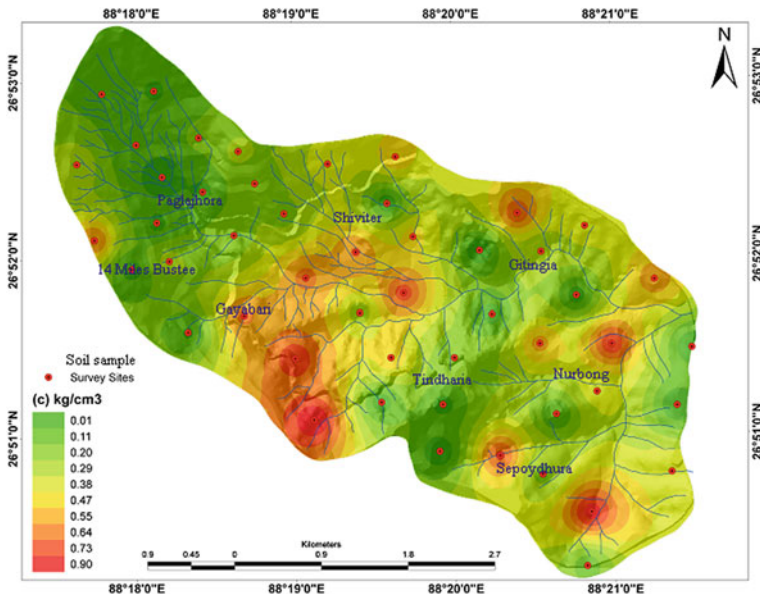 88°18'0"E 88°19'0"E 88°20'0"E 88°21'0"E
N
26°53'0"N
26°53'0"N
Paglajhora
Shiviter
26°52'0"N
26°52'0"N
14 Miles Bustee
Gitingia
Gayabari
Soil sample
Survey Sites
Tindharia
Nurbong
(c) kg/cm3
0.01
0.11
0.20
0.29
0.38
0.47
0.55
0.64
0.73
0.90
26°51'0"N
26°51'0"N
Sepoydhura
Kilometers
0.9 0.45 0 0.9 1.8 2.7
88°18'0"E 88°19'0"E 88°20'0"E 88°21'0"E